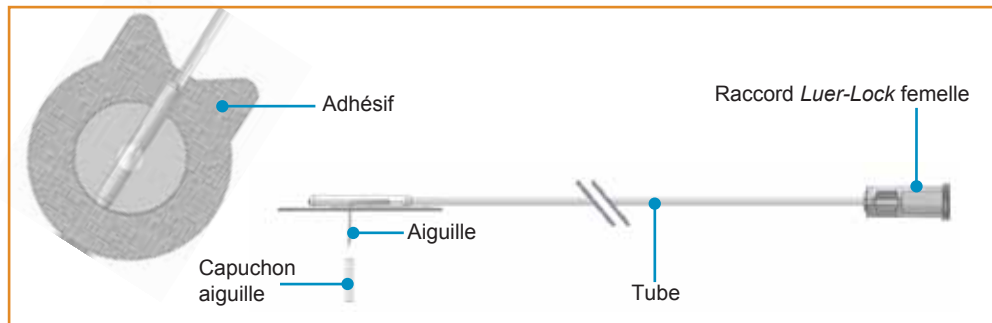 Adhésif
Raccord Luer-Lock femelle
Aiguille
Capuchon
aiguille
Tube